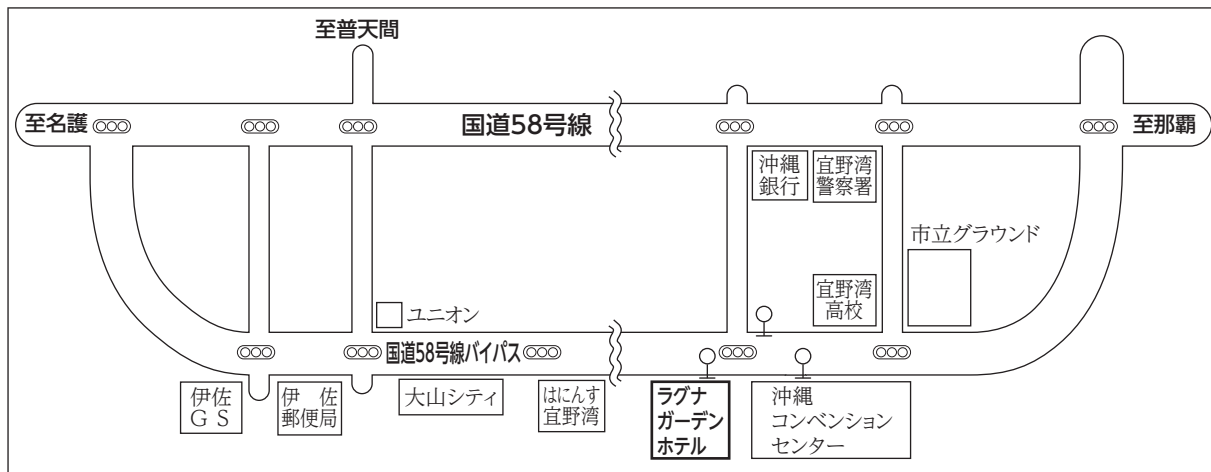 至普天間
至名護
国道58号線
至那覇
沖縄
銀行
宜野湾
警察署
市立グラウンド
宜野湾
高校
ユニオン
国道58号線バイパス
伊佐
GS
伊佐
郵便局
大山シティ
はにんす
宜野湾
ラグナ
ガーデン
ホテル
沖縄
コンベンション
センター